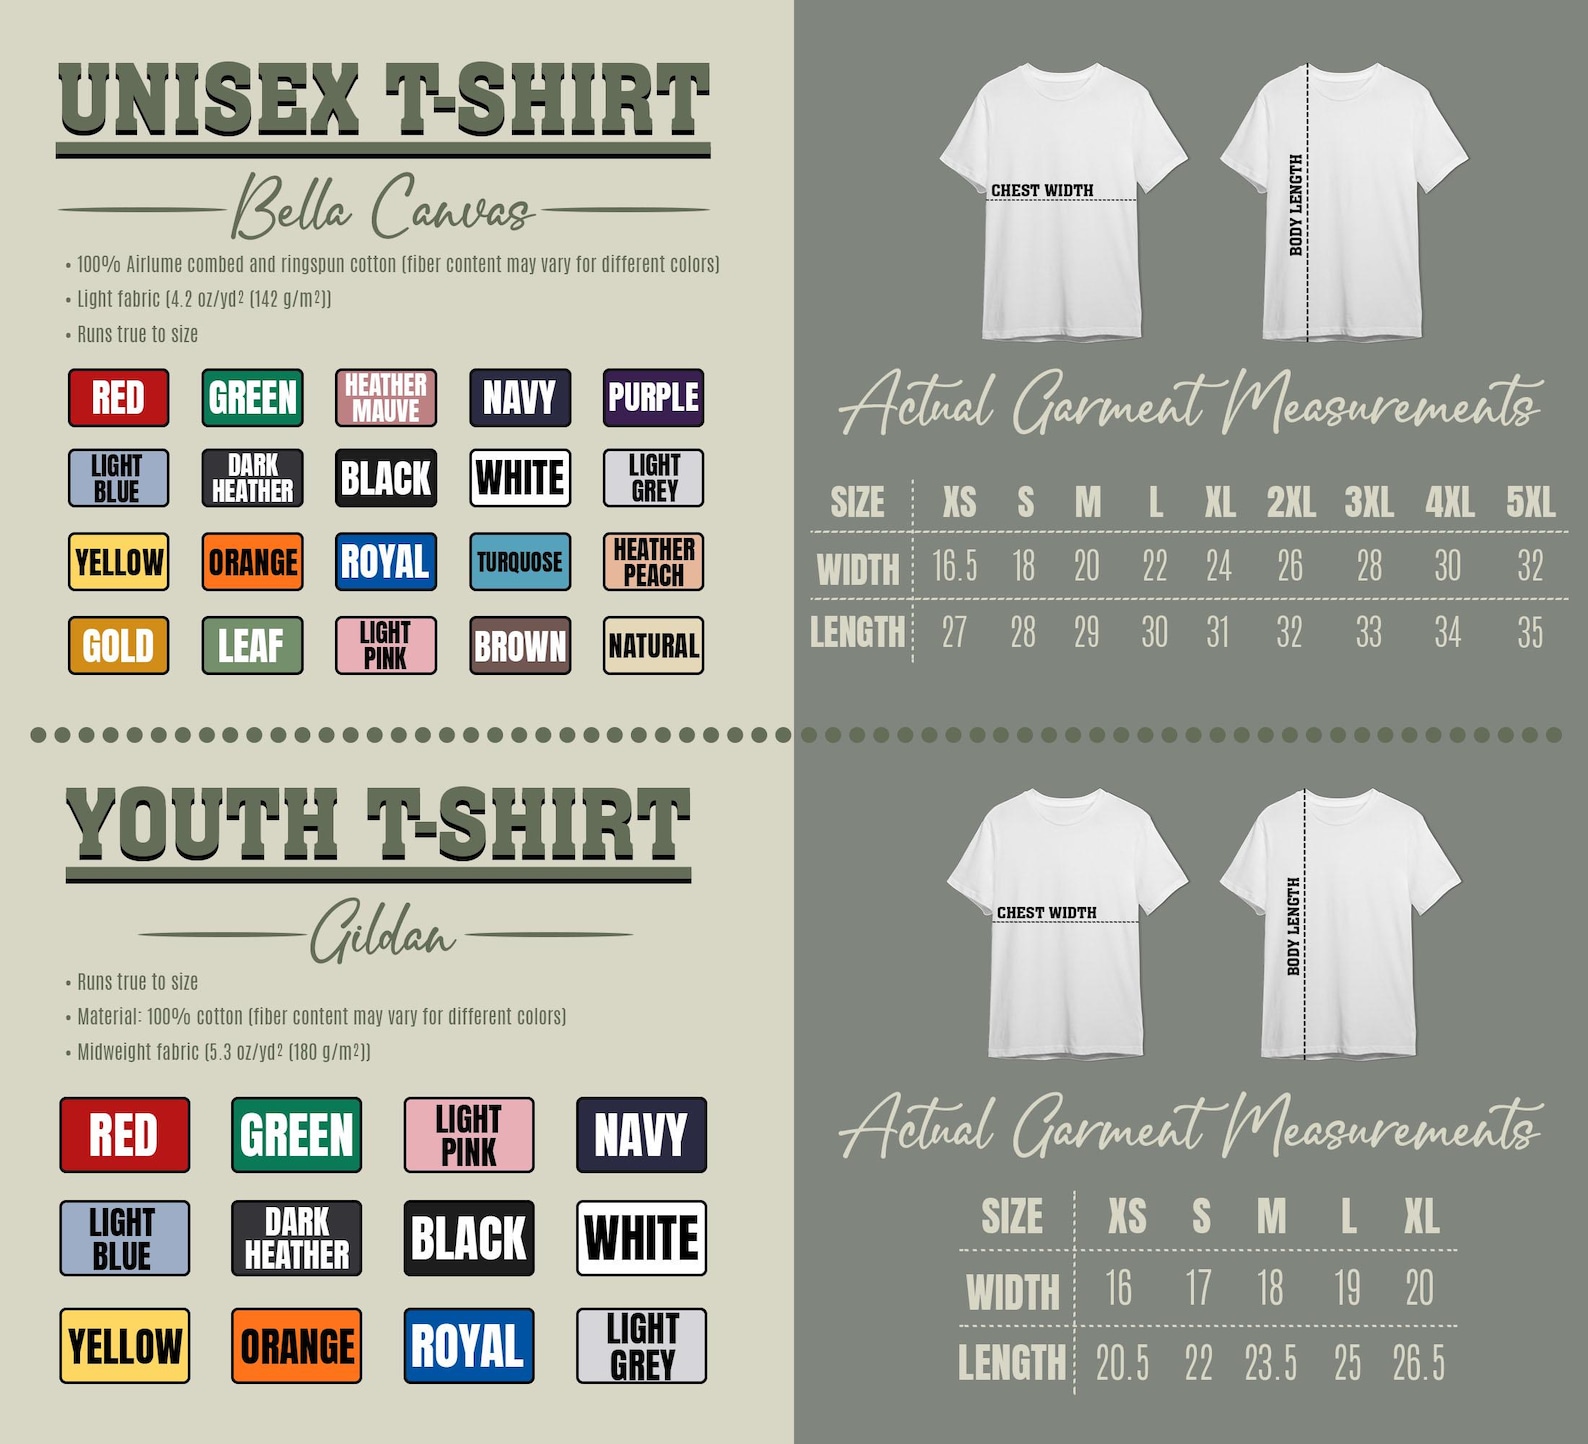 UNISEX T-SHIRT
Bella Canvas
• 100% Airlume combed and ringspun cotton (fiber content may vary for different colors)
• Light fabric (4.2 oz/yd² (142 g/m²))
• Runs true to size
RED GREEN HEATHER MAUVE NAVY PURPLE
LIGHT BLUE DARK HEATHER BLACK WHITE LIGHT GREY
YELLOW ORANGE ROYAL TURQUOSE HEATHER PEACH
GOLD LEAF LIGHT PINK BROWN NATURAL
CHEST WIDTH
BODY LENGTH
Actual Garment Measurements
SIZE XS S M L XL 2XL 3XL 4XL 5XL
WIDTH 16.5 18 20 22 24 26 28 30 32
LENGTH 27 28 29 30 31 32 33 34 35
YOUTH T-SHIRT
Gildan
• Runs true to size
• Material: 100% cotton (fiber content may vary for different colors)
• Midweight fabric (5.3 oz/yd² (180 g/m²))
RED GREEN LIGHT PINK NAVY
LIGHT BLUE DARK HEATHER BLACK WHITE
YELLOW ORANGE ROYAL LIGHT GREY
CHEST WIDTH
BODY LENGTH
Actual Garment Measurements
SIZE XS S M L XL
WIDTH 16 17 18 19 20
LENGTH 20.5 22 23.5 25 26.5